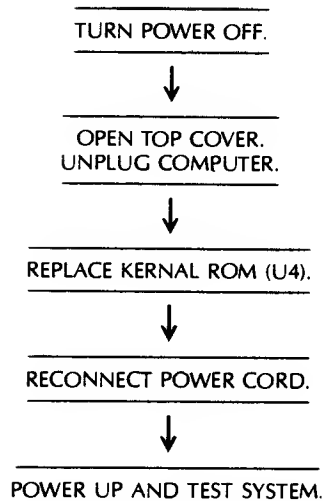 TURN POWER OFF.
OPEN TOP COVER.
UNPLUG COMPUTER.
REPLACE KERNAL ROM (U4).
RECONNECT POWER CORD.
POWER UP AND TEST SYSTEM.